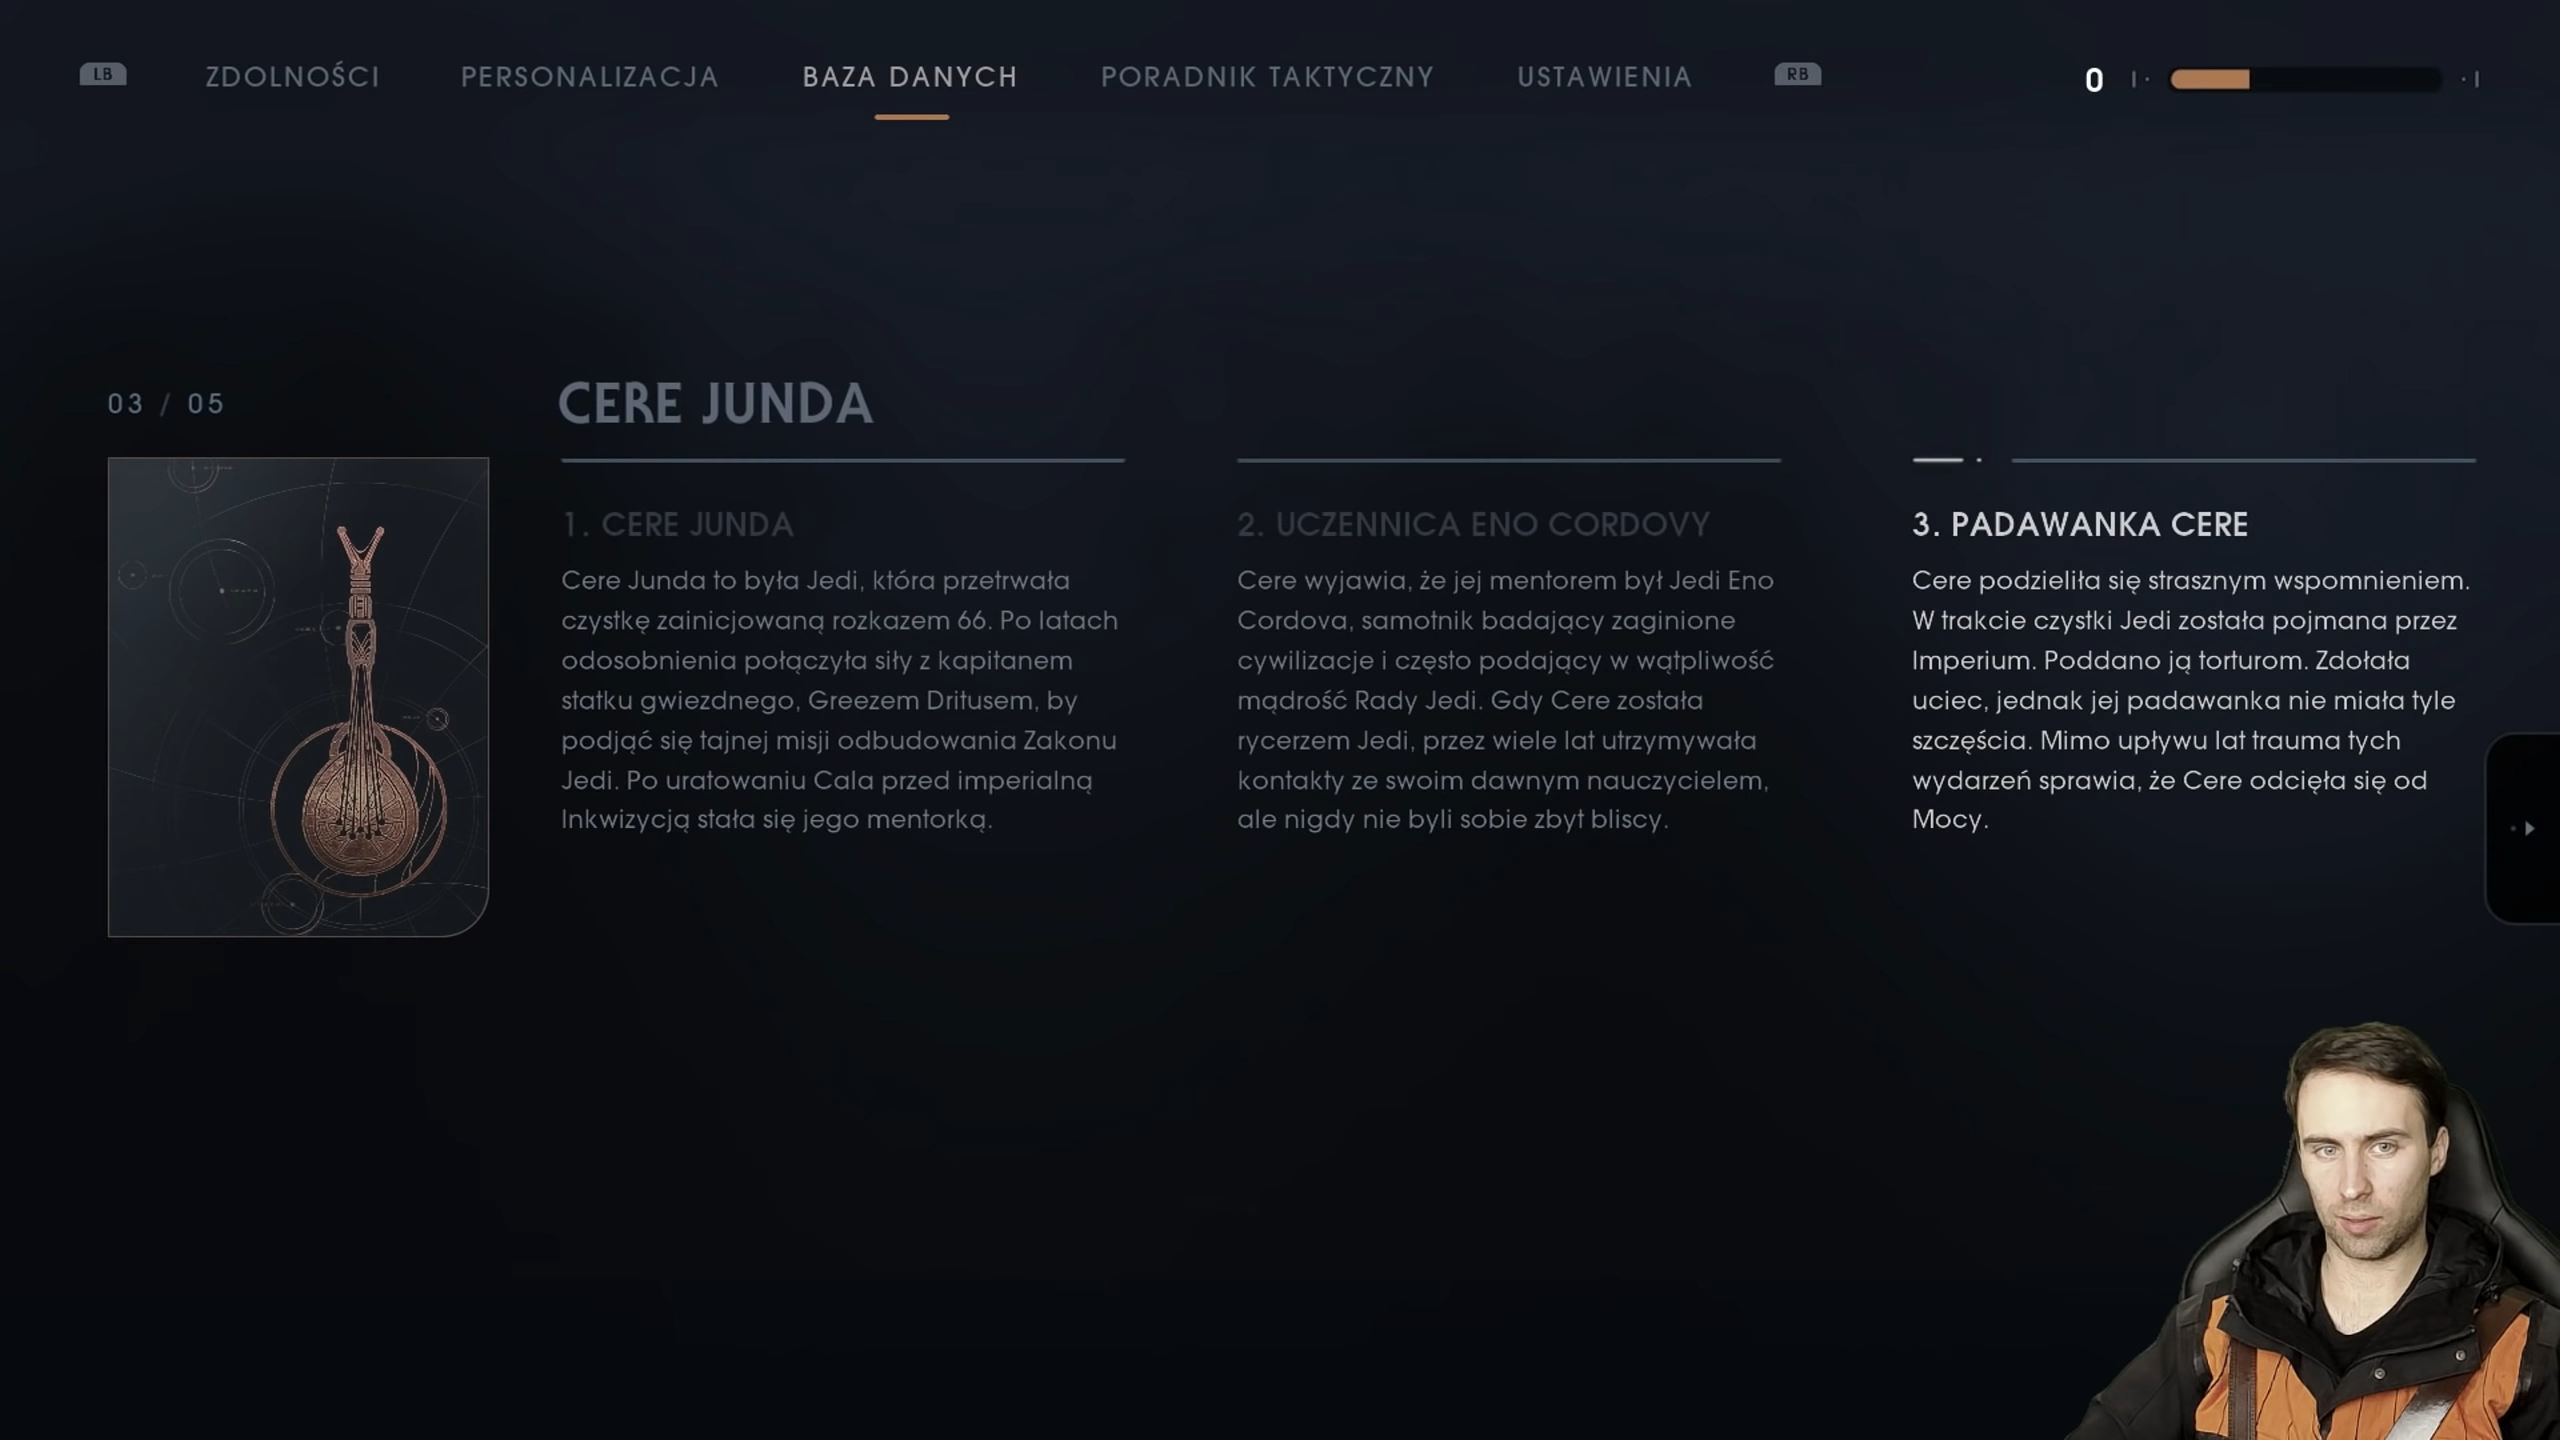 LB ZDOLNOŚCI PERSONALIZACJA BAZA DANYCH PORADNIK TAKTYCZNY USTAWIENIA RB 0
03 / 05
CERE JUNDA
1. CERE JUNDA
Cere Junda to była Jedi, która przetrwała
czystkę zainicjowaną rozkazem 66. Po latach
odosobnienia połączyła siły z kapitanem
statku gwiezdnego, Greezem Dritusem, by
podjąć się tajnej misji odbudowania Zakonu
Jedi. Po uratowaniu Cala przed imperialną
Inkwizycją stała się jego mentorką.
2. UCZENNICA ENO CORDOVY
Cere wyjawia, że jej mentorem był Jedi Eno
Cordova, samotnik badający zaginione
cywilizacje i często podający w wątpliwość
mądrość Rady Jedi. Gdy Cere została
rycerzem Jedi, przez wiele lat utrzymywała
kontakty ze swoim dawnym nauczycielem,
ale nigdy nie byli sobie zbyt bliscy.
3. PADAWANKA CERE
Cere podzieliła się strasznym wspomnieniem.
W trakcie czystki Jedi została pojmana przez
Imperium. Poddano ją torturom. Zdołała
uciec, jednak jej padawanka nie miała tyle
szczęścia. Mimo upływu lat trauma tych
wydarzeń sprawia, że Cere odcięła się od
Mocy.